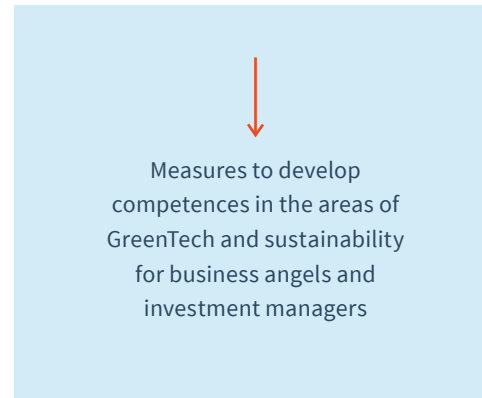 Measures to develop
competences in the areas of
GreenTech and sustainability
for business angels and
investment managers